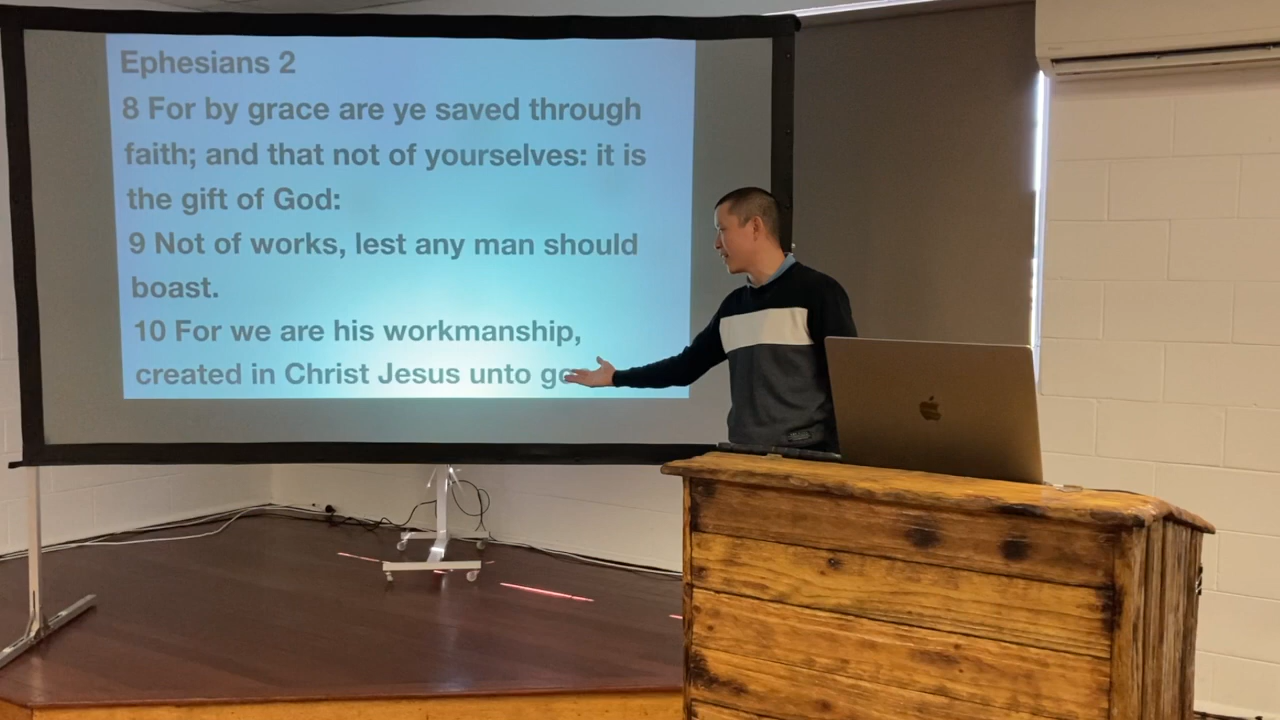 Ephesians 2
8 For by grace are ye saved through
faith; and that not of yourselves: it is
the gift of God:
9 Not of works, lest any man should
boast.
10 For we are his workmanship,
created in Christ Jesus unto